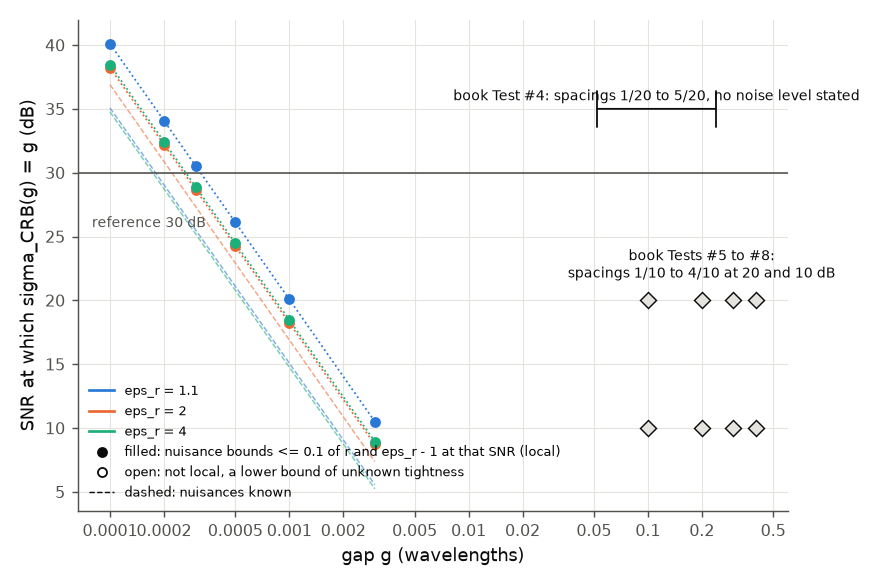 book Test #4: spacings 1/20 to 5/20, no noise level stated
reference 30 dB
book Tests #5 to #8:
spacings 1/10 to 4/10 at 20 and 10 dB
eps_r = 1.1
eps_r = 2
eps_r = 4
filled: nuisance bounds <= 0.1 of r and eps_r - 1 at that SNR (local)
open: not local, a lower bound of unknown tightness
dashed: nuisances known
SNR at which sigma_CRB(g) = g (dB)
40
35
30
25
20
15
10
5
0.0001
0.0002
0.0005
0.001
0.002
0.005
0.01
0.02
0.05
0.1
0.2
0.5
gap g (wavelengths)